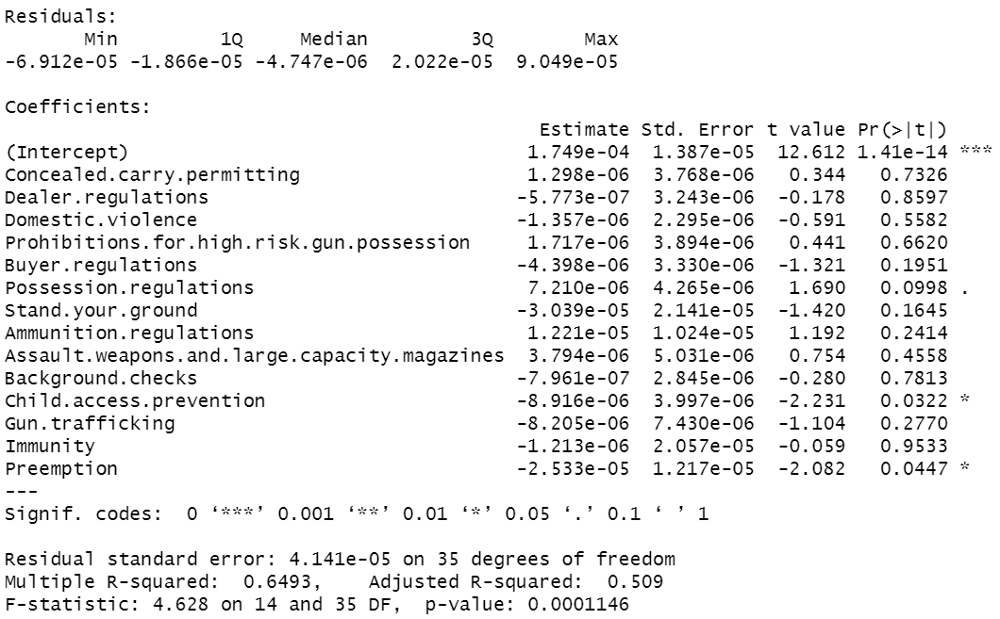 Residuals:
       Min         1Q     Median         3Q        Max
-6.912e-05 -1.866e-05 -4.747e-06  2.022e-05  9.049e-05

Coefficients:
                                                Estimate Std. Error t value Pr(>|t|)
(Intercept)                                    1.749e-04  1.387e-05  12.612 1.41e-14 ***
Concealed.carry.permitting                     1.298e-06  3.768e-06   0.344   0.7326
Dealer.regulations                            -5.773e-07  3.243e-06  -0.178   0.8597
Domestic.violence                             -1.357e-06  2.295e-06  -0.591   0.5582
Prohibitions.for.high.risk.gun.possession      1.717e-06  3.894e-06   0.441   0.6620
Buyer.regulations                             -4.398e-06  3.330e-06  -1.321   0.1951
Possession.regulations                         7.210e-06  4.265e-06   1.690   0.0998 .
Stand.your.ground                             -3.039e-05  2.141e-05  -1.420   0.1645
Ammunition.regulations                         1.221e-05  1.024e-05   1.192   0.2414
Assault.weapons.and.large.capacity.magazines   3.794e-06  5.031e-06   0.754   0.4558
Background.checks                             -7.961e-07  2.845e-06  -0.280   0.7813
Child.access.prevention                       -8.916e-06  3.997e-06  -2.231   0.0322 *
Gun.trafficking                               -8.205e-06  7.430e-06  -1.104   0.2770
Immunity                                      -1.213e-06  2.057e-05  -0.059   0.9533
Preemption                                    -2.533e-05  1.217e-05  -2.082   0.0447 *
---
Signif. codes:  0 ‘***’ 0.001 ‘**’ 0.01 ‘*’ 0.05 ‘.’ 0.1 ‘ ’ 1

Residual standard error: 4.141e-05 on 35 degrees of freedom
Multiple R-squared:  0.6493,    Adjusted R-squared:  0.509
F-statistic: 4.628 on 14 and 35 DF,  p-value: 0.0001146